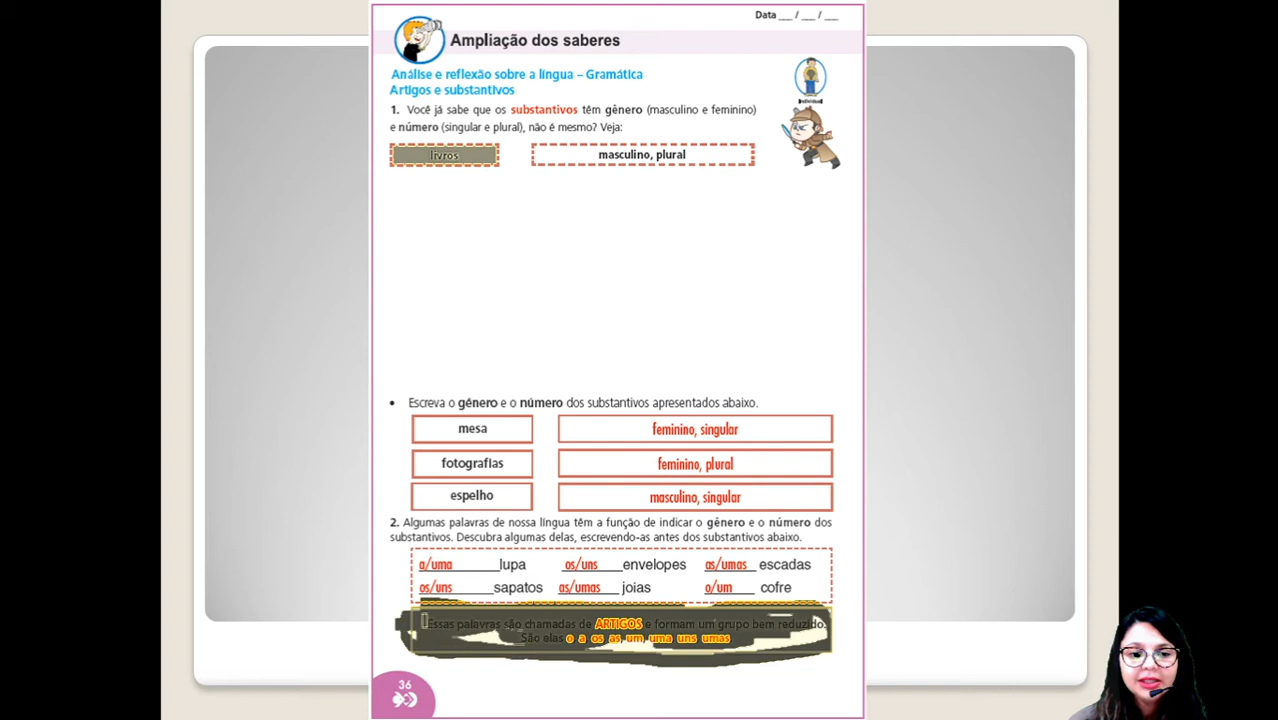 Data ___ / ___ / ___
Ampliação dos saberes
Análise e reflexão sobre a língua – Gramática
Artigos e substantivos
Individual
1. Você já sabe que os substantivos têm gênero (masculino e feminino)
e número (singular e plural), não é mesmo? Veja:
livros masculino, plural
• Escreva o gênero e o número dos substantivos apresentados abaixo.
mesa feminino, singular
fotografias feminino, plural
espelho masculino, singular
2. Algumas palavras de nossa língua têm a função de indicar o gênero e o número dos
substantivos. Descubra algumas delas, escrevendo-as antes dos substantivos abaixo.
a/uma lupa os/uns envelopes as/umas escadas
os/uns sapatos as/umas joias o/um cofre
Essas palavras são chamadas de ARTIGOS e formam um grupo bem reduzido.
São elas o a os as, um, uma uns umas
36